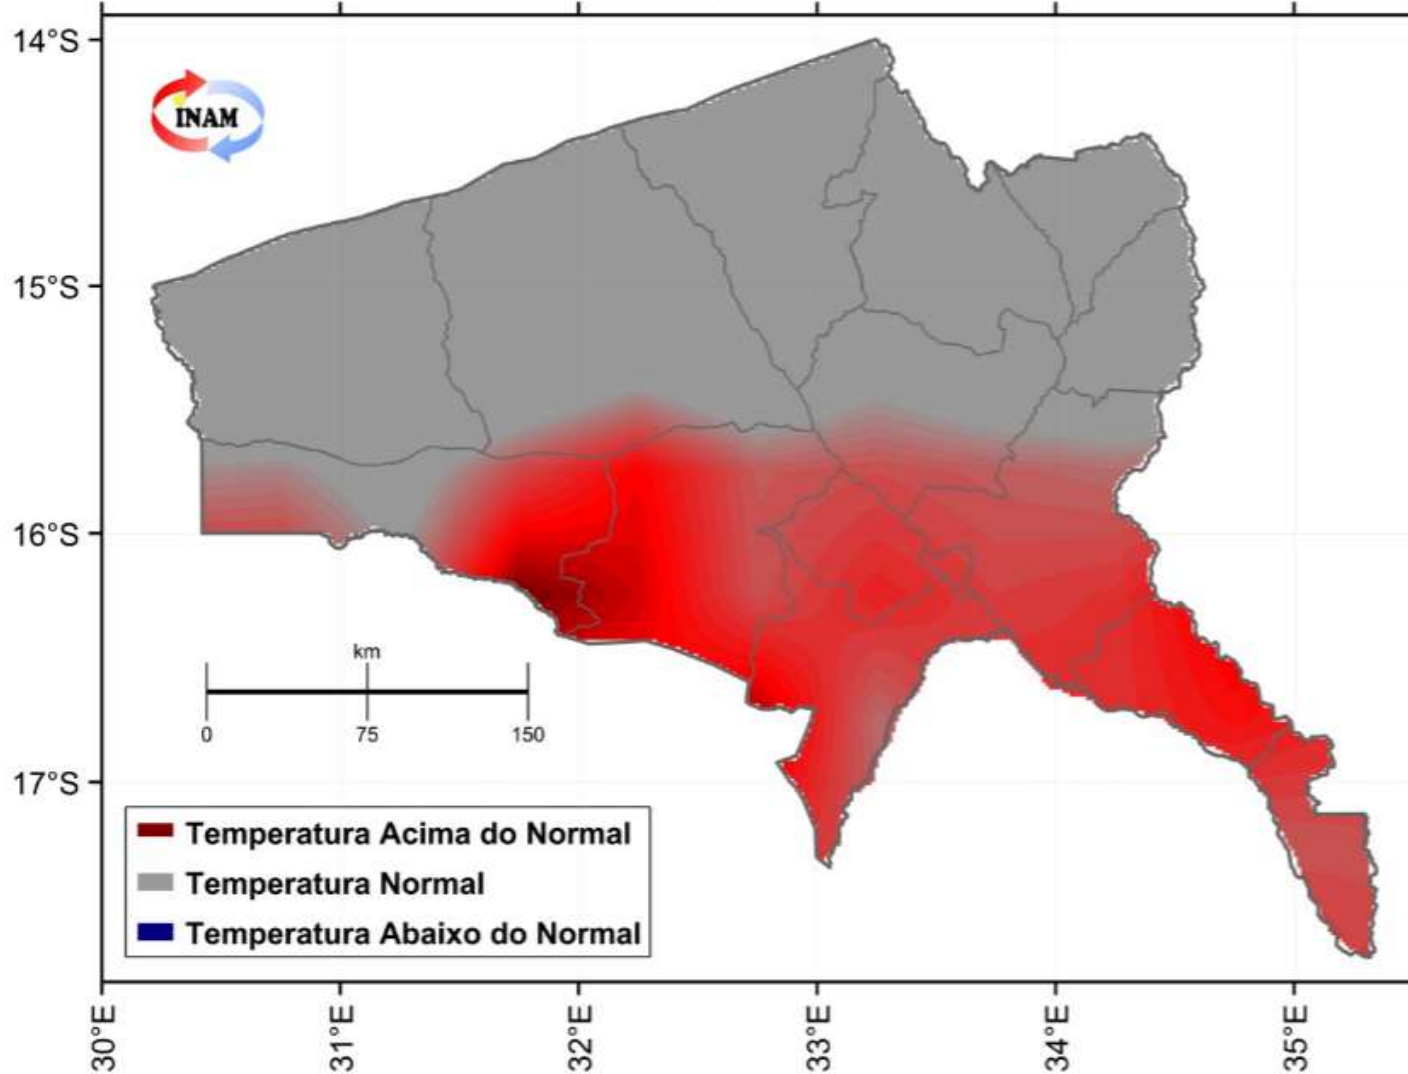 14°S
INAM
15°S
16°S
km
0 75 150
17°S
Temperatura Acima do Normal
Temperatura Normal
Temperatura Abaixo do Normal
30°E 31°E 32°E 33°E 34°E 35°E